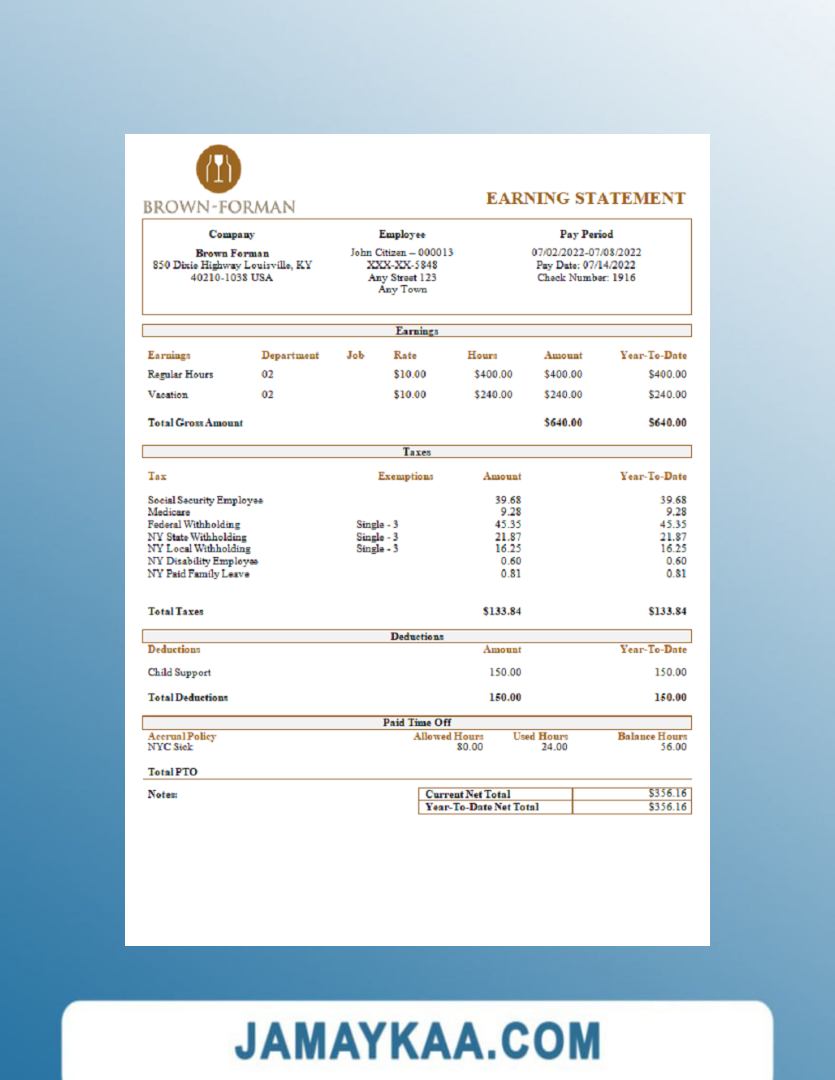 BROWN-FORMAN
EARNING STATEMENT
Company Employee Pay Period
Brown Forman John Citizen – 000013 07/02/2022-07/08/2022
850 Dixie Highway Louisville, KY XXX-XX-5848 Pay Date: 07/14/2022
40210-1038 USA Any Street 123 Check Number: 1916
Any Town
Earnings
Earnings Department Job Rate Hours Amount Year-To-Date
Regular Hours 02 $10.00 $400.00 $400.00 $400.00
Vacation 02 $10.00 $240.00 $240.00 $240.00
Total Gross Amount $640.00 $640.00
Taxes
Tax Exemptions Amount Year-To-Date
Social Security Employee 39.68 39.68
Medicare 9.28 9.28
Federal Withholding Single - 3 45.35 45.35
NY State Withholding Single - 3 21.87 21.87
NY Local Withholding Single - 3 16.25 16.25
NY Disability Employee 0.60 0.60
NY Paid Family Leave 0.81 0.81
Total Taxes $133.84 $133.84
Deductions
Deductions Amount Year-To-Date
Child Support 150.00 150.00
Total Deductions 150.00 150.00
Paid Time Off
Accrual Policy Allowed Hours Used Hours Balance Hours
NYC Sick 80.00 24.00 56.00
Total PTO
Notes: Current Net Total $356.16
Year-To-Date Net Total $356.16
JAMAYKAA.COM